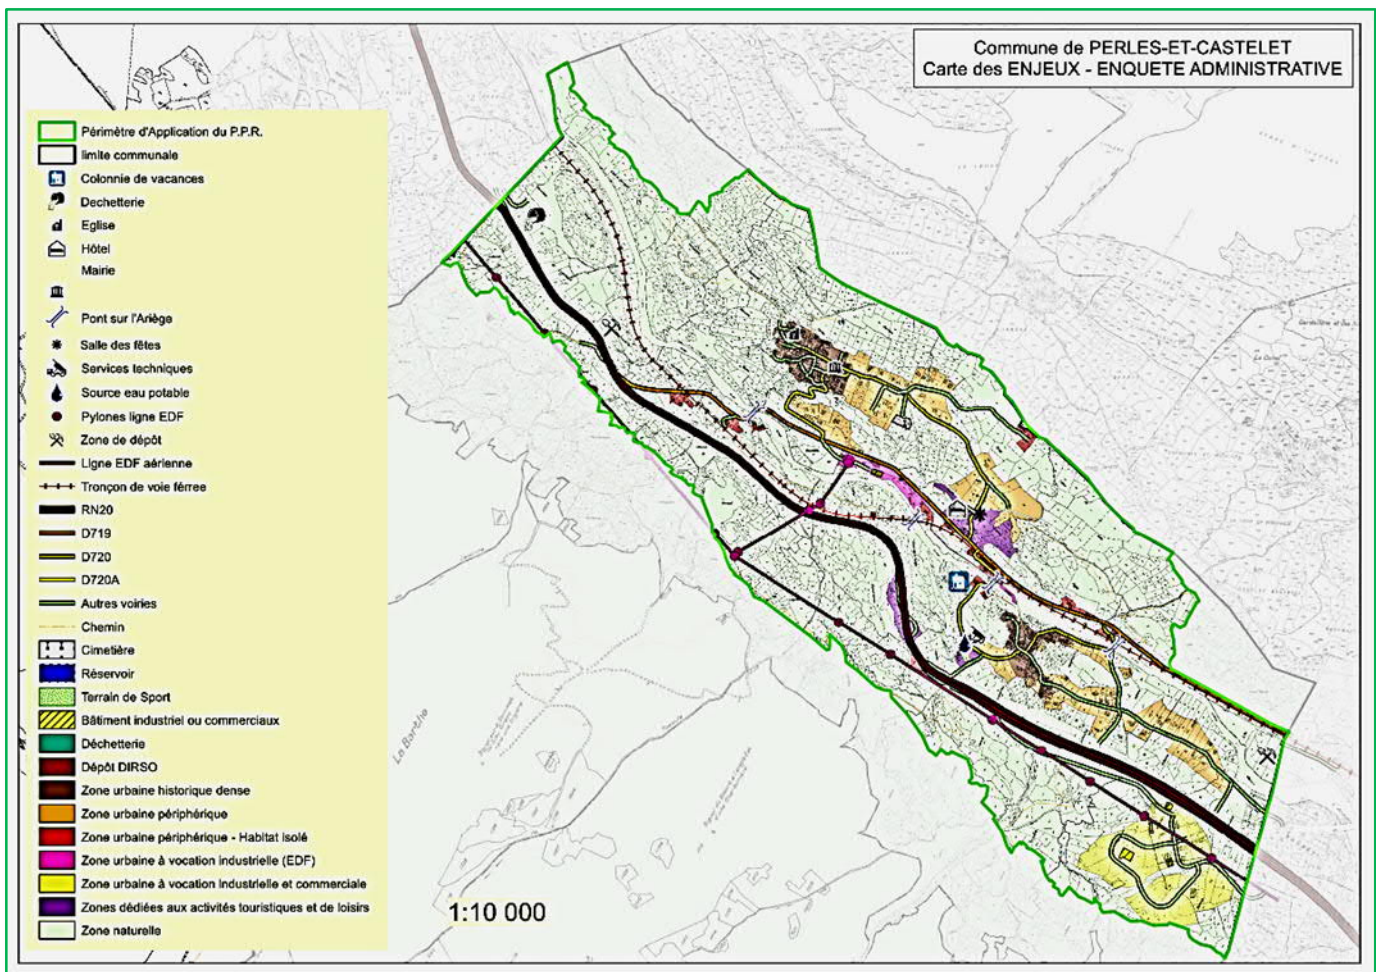 Commune de PERLES-ET-CASTELET
Carte des ENJEUX - ENQUETE ADMINISTRATIVE
Périmètre d'Application du P.P.R.
limite communale
Colonnie de vacances
Dechetterie
Eglise
Hôtel
Mairie
Pont sur l'Ariège
Salle des fêtes
Services techniques
Source eau potable
Pylones ligne EDF
Zone de dépôt
Ligne EDF aérienne
Tronçon de voie férree
RN20
D719
D720
D720A
Autres voiries
Chemin
Cimetière
Réservoir
Terrain de Sport
Bâtiment industriel ou commerciaux
Déchetterie
Dépôt DIRSO
Zone urbaine historique dense
Zone urbaine périphérique
Zone urbaine périphérique - Habitat isolé
Zone urbaine à vocation industrielle (EDF)
Zone urbaine à vocation Industrielle et commerciale
Zones dédiées aux activités touristiques et de loisirs
Zone naturelle
La Barthe
1:10 000